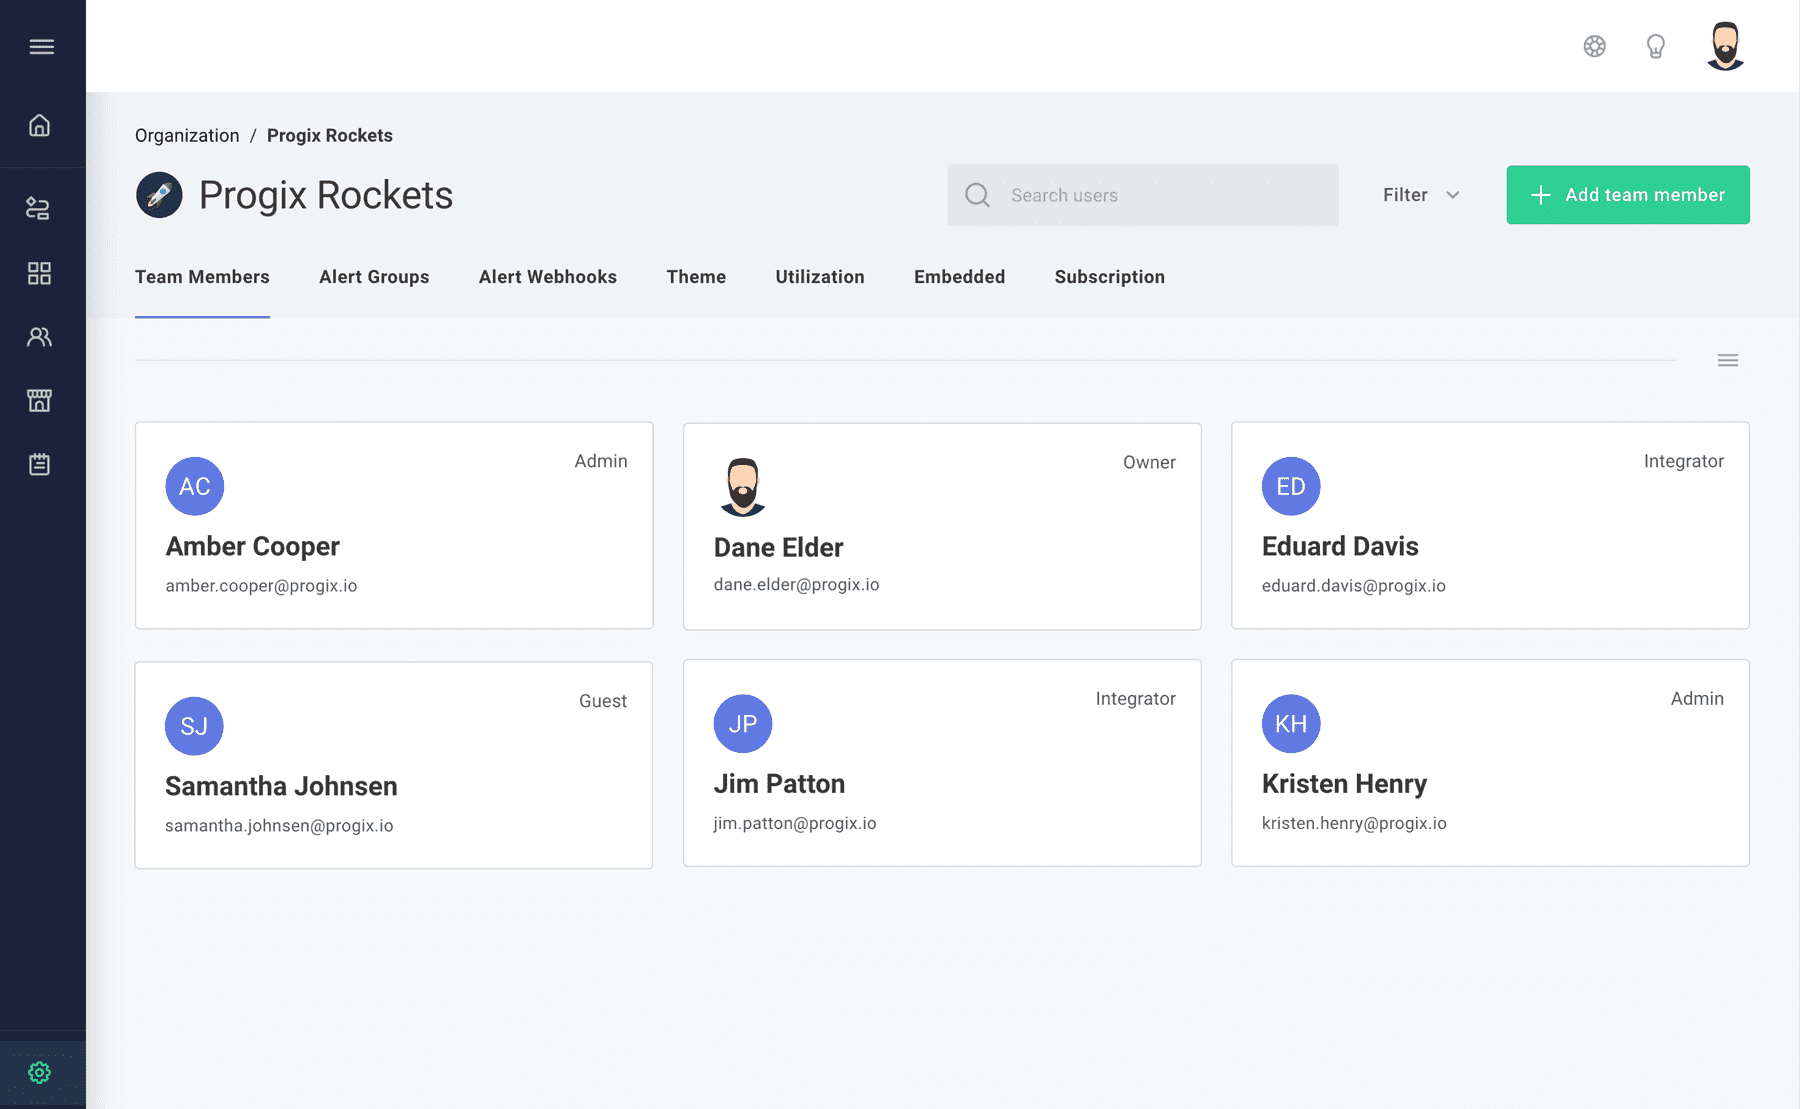 Organization / Progix Rockets
Progix Rockets
Search users
Filter
Add team member
Team Members
Alert Groups
Alert Webhooks
Theme
Utilization
Embedded
Subscription
AC
Admin
Amber Cooper
amber.cooper@progix.io
Owner
Dane Elder
dane.elder@progix.io
ED
Integrator
Eduard Davis
eduard.davis@progix.io
SJ
Guest
Samantha Johnsen
samantha.johnsen@progix.io
JP
Integrator
Jim Patton
jim.patton@progix.io
KH
Admin
Kristen Henry
kristen.henry@progix.io